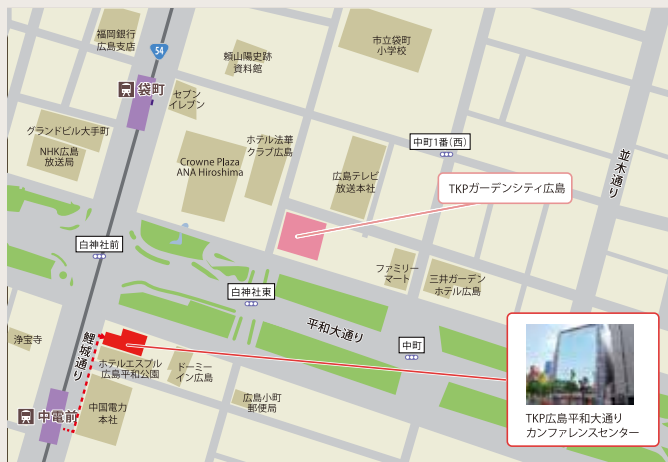 福岡銀行
広島支店
54
頼山陽史跡
資料館
市立袋町
小学校
袋町
セブン
イレブン
グランドビル大手町
NHK広島
放送局
Crowne Plaza
ANA Hiroshima
ホテル法華
クラブ広島
広島テレビ
放送本社
中町1番(西)
並木通り
TKPガーデンシティ広島
白神社前
白神社東
ファミリー
マート
三井ガーデン
ホテル広島
平和大通り
中町
浄宝寺
鯉城通り
ホテルエスプル
広島平和公園
ドーミー
イン広島
中電前
中国電力
本社
広島小町
郵便局
TKP広島平和大通り
カンファレンスセンター